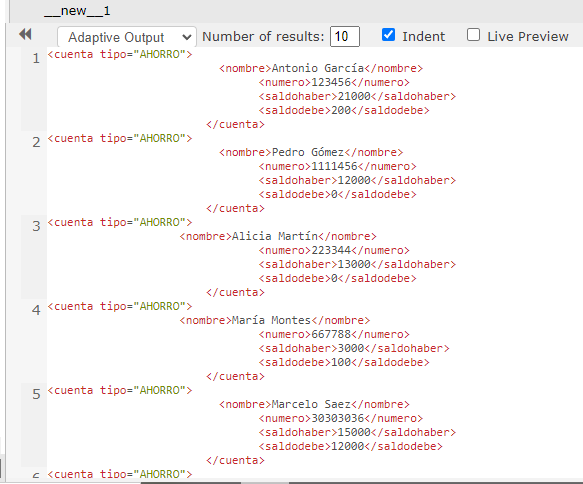 __new__1
Adaptive Output Number of results: 10 Indent Live Preview
1 <cuenta tipo="AHORRO">
<nombre>Antonio García</nombre>
<numero>123456</numero>
<saldohaber>21000</saldohaber>
<saldodebe>200</saldodebe>
</cuenta>
2 <cuenta tipo="AHORRO">
<nombre>Pedro Gómez</nombre>
<numero>1111456</numero>
<saldohaber>12000</saldohaber>
<saldodebe>0</saldodebe>
</cuenta>
3 <cuenta tipo="AHORRO">
<nombre>Alicia Martín</nombre>
<numero>223344</numero>
<saldohaber>13000</saldohaber>
<saldodebe>0</saldodebe>
</cuenta>
4 <cuenta tipo="AHORRO">
<nombre>María Montes</nombre>
<numero>667788</numero>
<saldohaber>3000</saldohaber>
<saldodebe>100</saldodebe>
</cuenta>
5 <cuenta tipo="AHORRO">
<nombre>Marcelo Saez</nombre>
<numero>30303036</numero>
<saldohaber>15000</saldohaber>
<saldodebe>12000</saldodebe>
</cuenta>
6 <cuenta tipo="AHORRO">